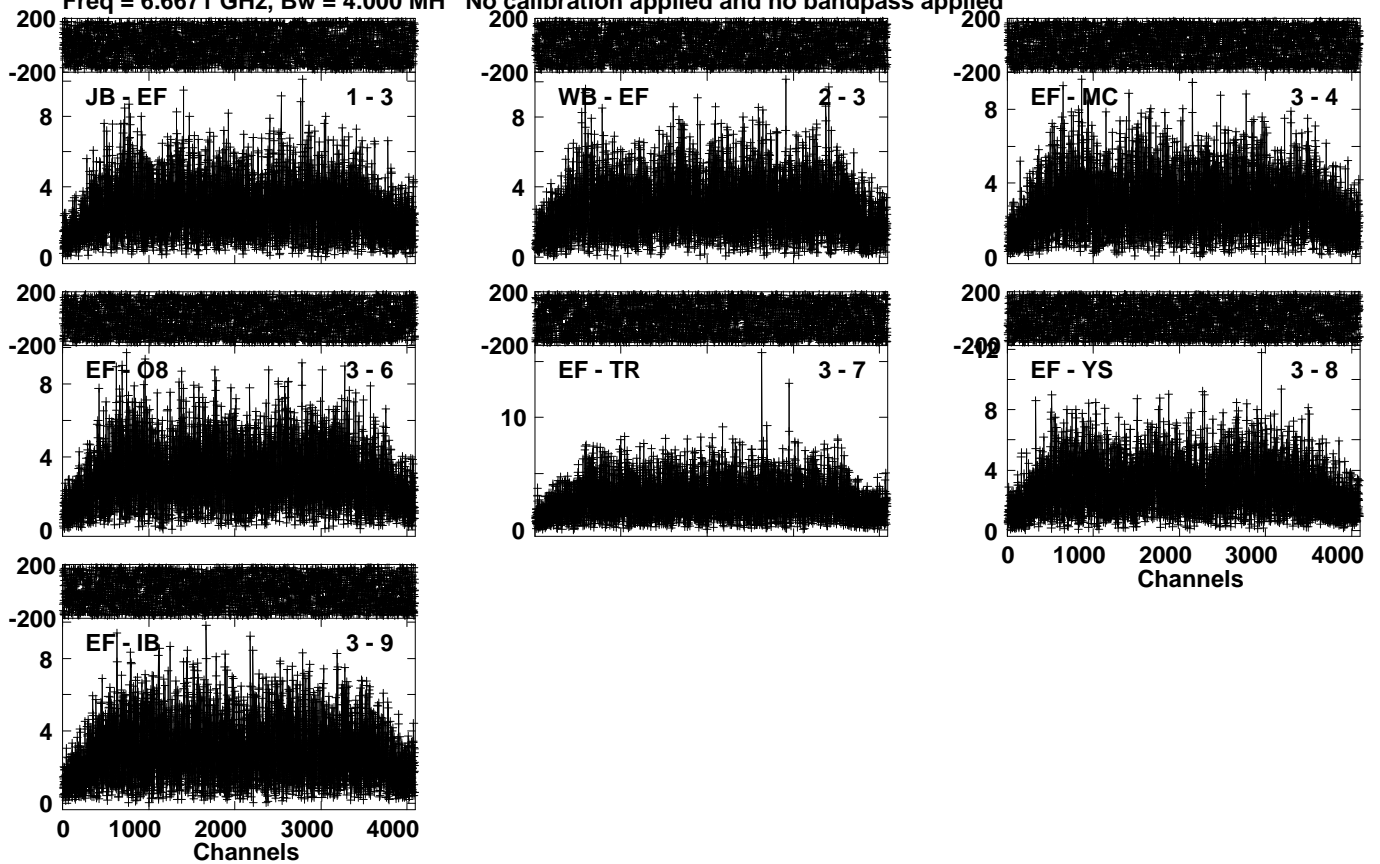 Freq = 6.6671 GHz, Bw = 4.000 MH No calibration applied and no bandpass applied
200
-200
JB - EF 1 - 3
8
4
0
200
-200
WB - EF 2 - 3
8
4
0
200
-200
EF - MC 3 - 4
8
4
0
200
-200
EF - O8 3 - 6
8
4
0
200
-200
EF - TR 3 - 7
10
0
200
-200
12
EF - YS 3 - 8
8
4
0
0 1000 2000 3000 4000
Channels
200
-200
EF - IB 3 - 9
8
4
0
0 1000 2000 3000 4000
Channels